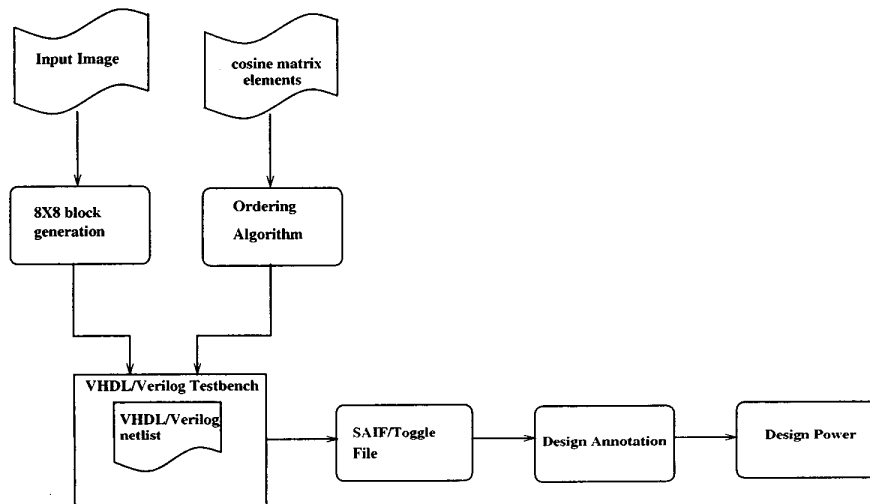 Input Image
cosine matrix
elements
8X8 block
generation
Ordering
Algorithm
VHDL/Verilog Testbench
VHDL/Verilog
netlist
SAIF/Toggle
File
Design Annotation
Design Power